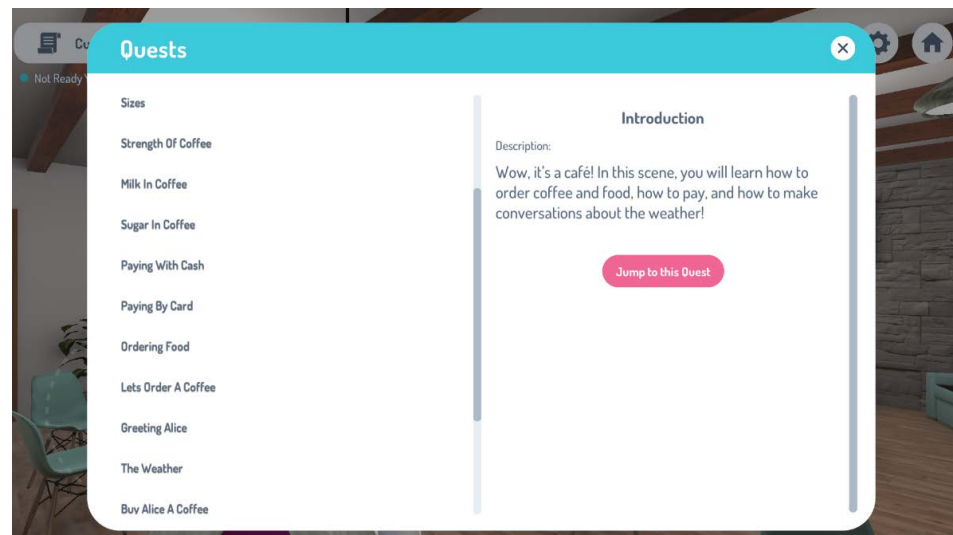 Cu
Quests
Not Ready
Sizes
Strength Of Coffee
Milk In Coffee
Sugar In Coffee
Paying With Cash
Paying By Card
Ordering Food
Lets Order A Coffee
Greeting Alice
The Weather
Buy Alice A Coffee
Introduction
Description:
Wow, it's a café! In this scene, you will learn how to
order coffee and food, how to pay, and how to make
conversations about the weather!
Jump to this Quest